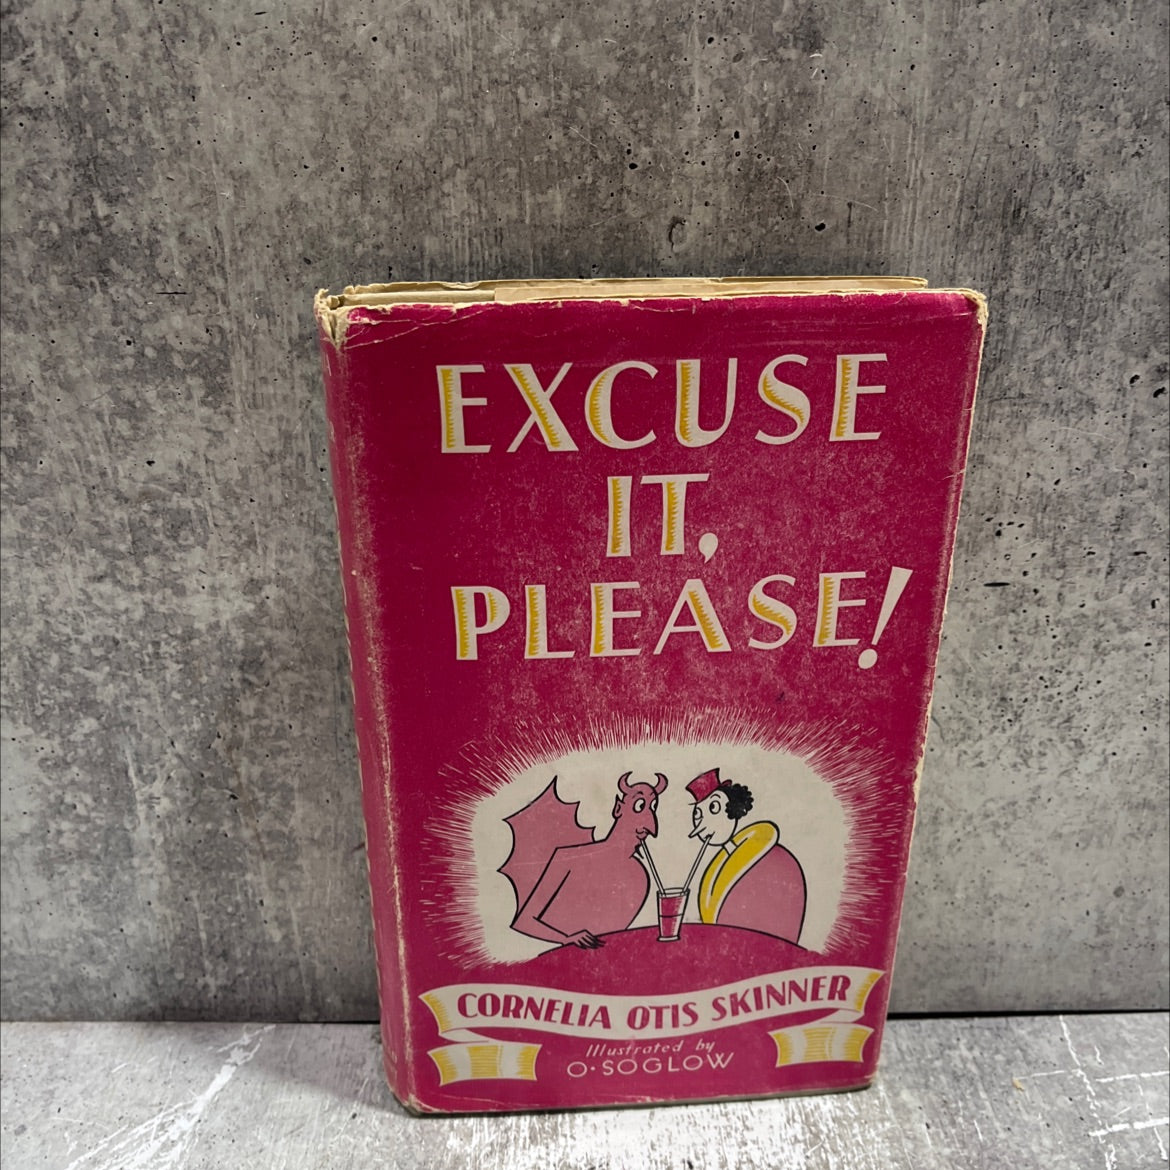 EXCUSE
IT,
PLEASE!
CORNELIA OTIS SKINNER
Illustrated by
O·SOGLOW